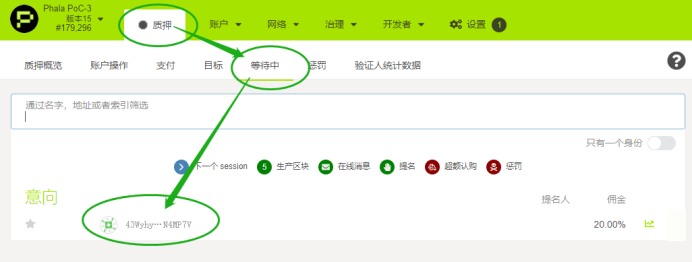 Phala PoC-3
版本15
#179,296
质押 账户 网络 治理 开发者 设置 1
质押概览 账户操作 支付 目标 等待中 惩罚 验证人统计数据
通过名字，地址或者索引筛选
只有一个身份
下一个 session 5 生产区块 在线消息 提名 超额认购 惩罚
意向 提名人 佣金
43Wyhy…N4MP7V 20.00%